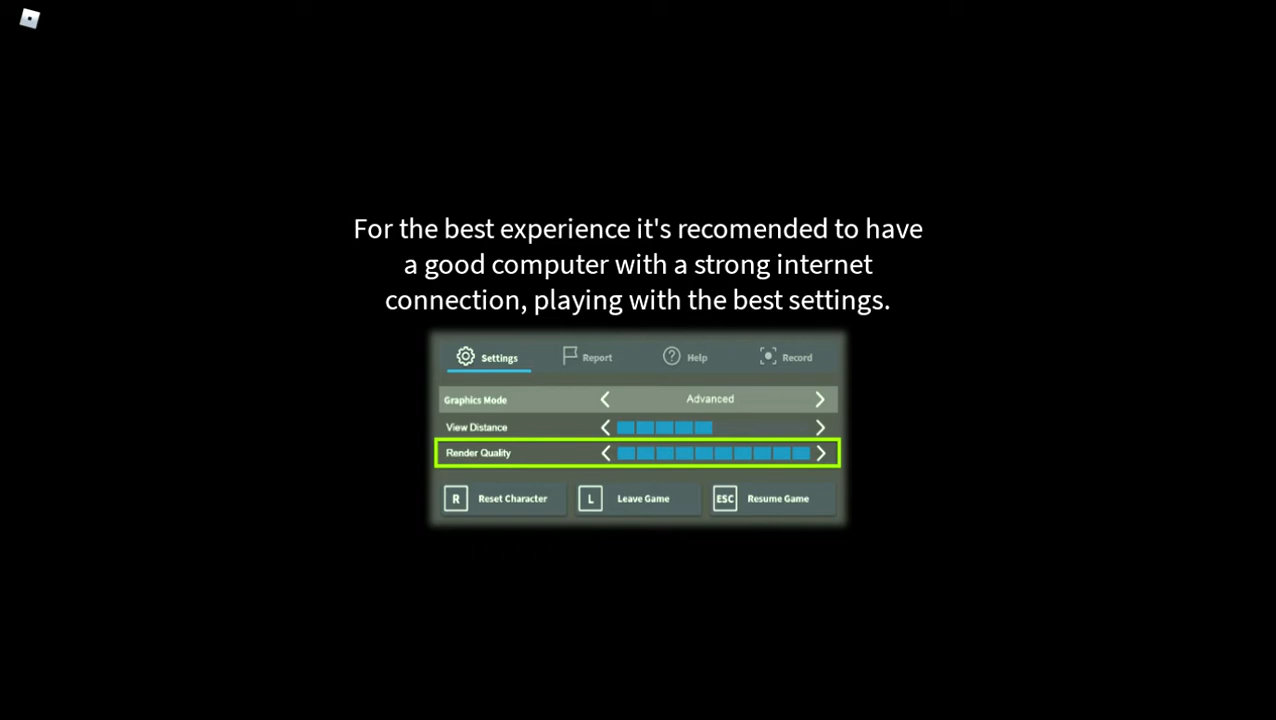 For the best experience it's recomended to have
a good computer with a strong internet
connection, playing with the best settings.
Settings Report Help Record
Graphics Mode Advanced
View Distance
Render Quality
R Reset Character L Leave Game ESC Resume Game